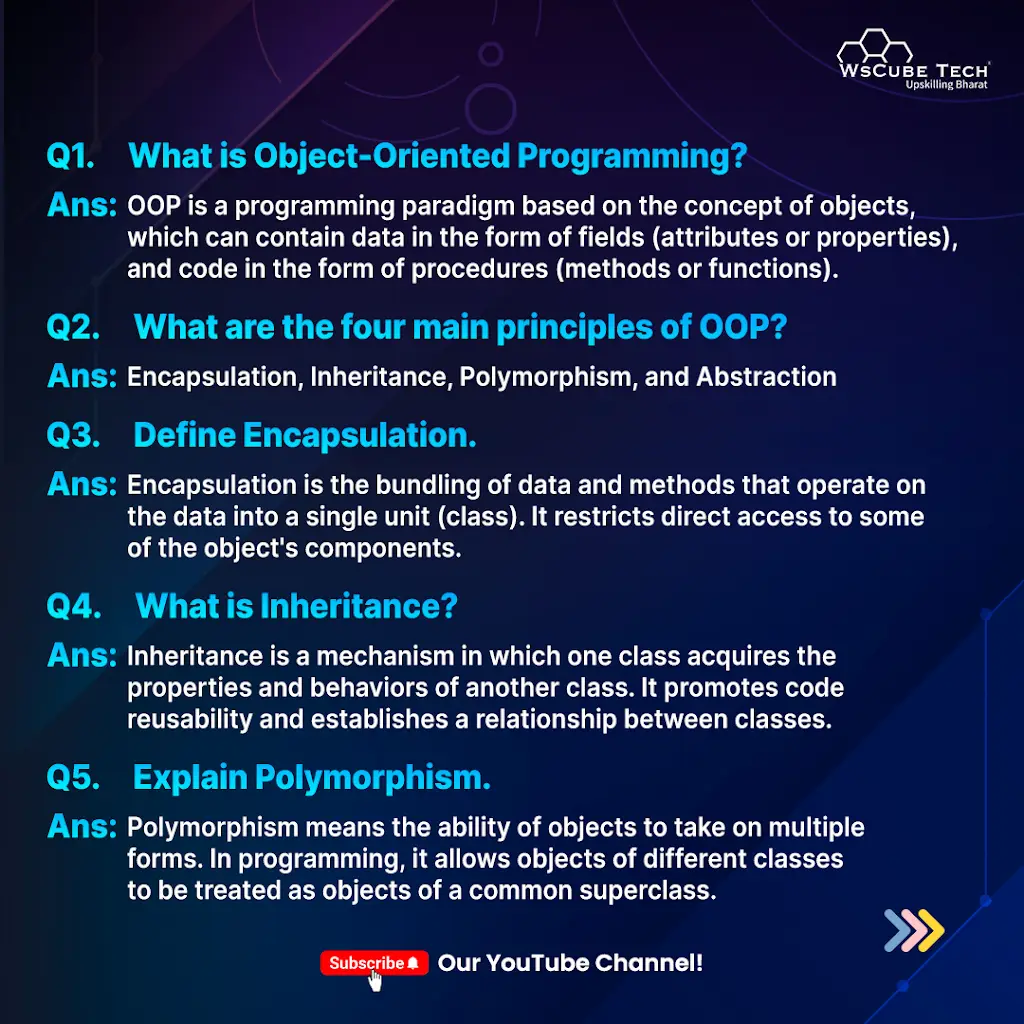 WsCube Tech
Upskilling Bharat
Q1. What is Object-Oriented Programming?
Ans: OOP is a programming paradigm based on the concept of objects,
which can contain data in the form of fields (attributes or properties),
and code in the form of procedures (methods or functions).
Q2. What are the four main principles of OOP?
Ans: Encapsulation, Inheritance, Polymorphism, and Abstraction
Q3. Define Encapsulation.
Ans: Encapsulation is the bundling of data and methods that operate on
the data into a single unit (class). It restricts direct access to some
of the object's components.
Q4. What is Inheritance?
Ans: Inheritance is a mechanism in which one class acquires the
properties and behaviors of another class. It promotes code
reusability and establishes a relationship between classes.
Q5. Explain Polymorphism.
Ans: Polymorphism means the ability of objects to take on multiple
forms. In programming, it allows objects of different classes
to be treated as objects of a common superclass.
Subscribe Our YouTube Channel!